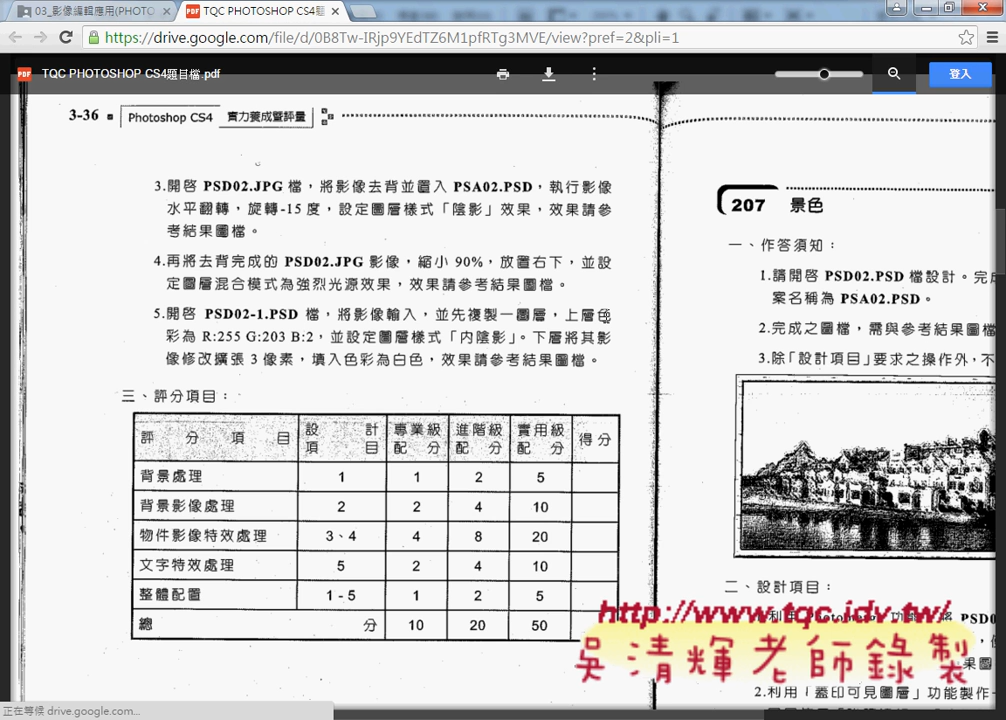 03_影像編輯應用(PHOTO
TQC PHOTOSHOP CS4題
https://drive.google.com/file/d/0B8Tw-IRjp9YEdTZ6M1pfRTg3MVE/view?pref=2&pli=1
TQC PHOTOSHOP CS4題目檔.pdf
登入
3-36 Photoshop CS4 實力養成暨評量
3.開啓 PSD02.JPG 檔，將影像去背並置入 PSA02.PSD，執行影像
水平翻轉，旋轉-15 度，設定圖層樣式「陰影」效果，效果請參
考結果圖檔。
4.再將去背完成的 PSD02.JPG 影像，縮小 90%，放置右下，並設
定圖層混合模式為強烈光源效果，效果請參考結果圖檔。
5.開啓 PSD02-1.PSD 檔，將影像輸入，並先複製一圖層，上層色
彩為 R:255 G:203 B:2，並設定圖層樣式「內陰影」。下層將其影
像修改擴張 3 像素，填入色彩為白色，效果請參考結果圖檔。
三、評分項目：
評分項目 設計項目 專業級配分 進階級配分 實用級配分 得分
背景處理 1 1 2 5
背景影像處理 2 2 4 10
物件影像特效處理 3、4 4 8 20
文字特效處理 5 2 4 10
整體配置 1-5 1 2 5
總分 10 20 50
207 景色
一、作答須知：
1.請開啓 PSD02.PSD 檔設計。完成
案名稱為 PSA02.PSD。
2.完成之圖檔，需與參考結果圖檔
3.除「設計項目」要求之操作外，不
二、設計項目：
PSD0
果圖
2.利用「蓋印可見圖層」功能製作一
http://www.tqc.idv.tw/
吳清輝老師錄製
正在等候 drive.google.com...